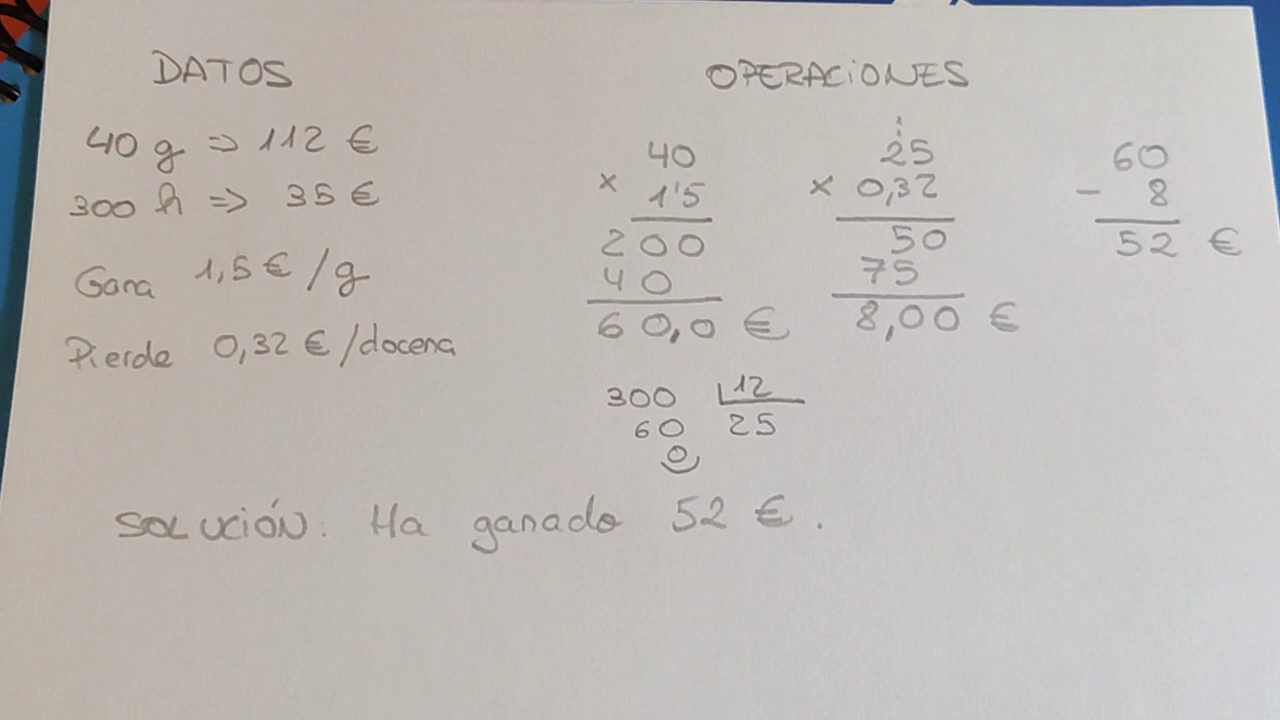 DATOS
40 g => 112 €
300 h => 35 €
Gana 1,5 € / g
Pierde 0,32 € / docena
OPERACIONES
40
x 1'5
200
40
60,0 €
25
x 0,32
50
75
8,00 €
60
- 8
52 €
300 12
60 25
0
SOLUCIÓN: Ha ganado 52 €.